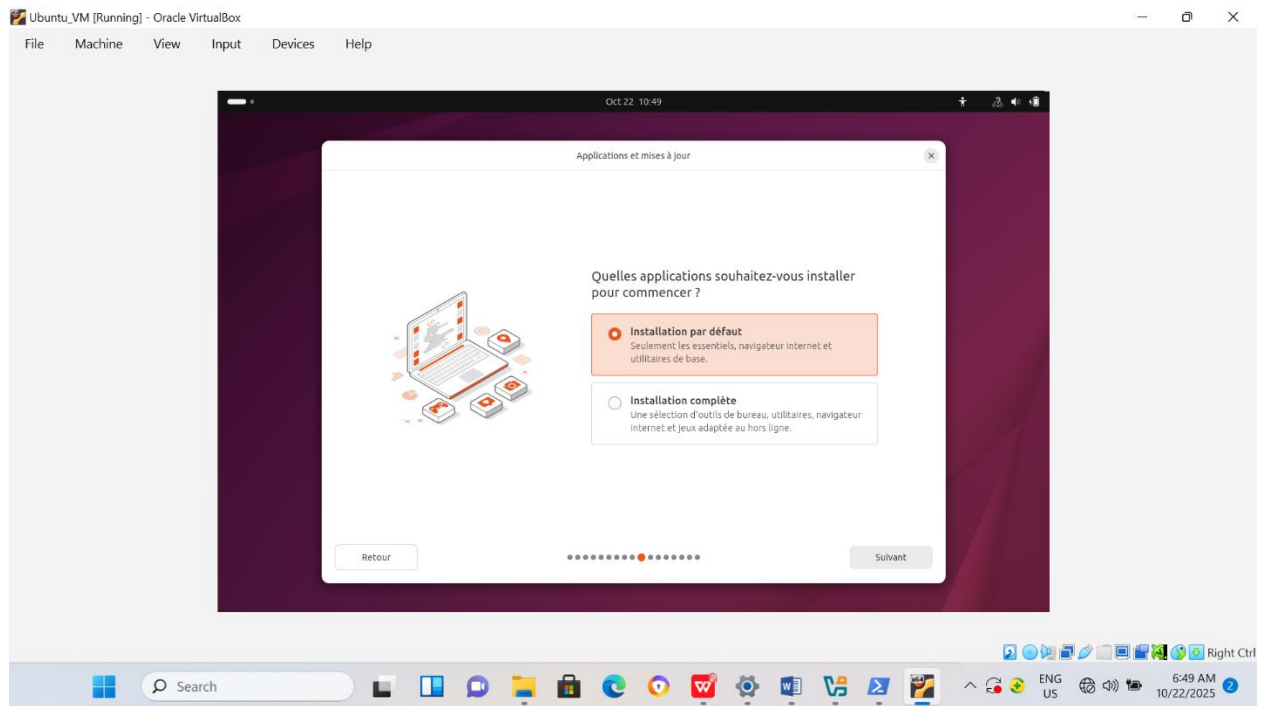 Ubuntu_VM [Running] - Oracle VirtualBox
File Machine View Input Devices Help
Oct 22 10:49
Applications et mises à jour
Quelles applications souhaitez-vous installer
pour commencer ?
Installation par défaut
Seulement les essentiels, navigateur internet et
utilitaires de base.
Installation complète
Une sélection d'outils de bureau, utilitaires, navigateur
internet et jeux adaptée au hors ligne.
Retour
Suivant
Right Ctrl
Search
ENG
US
6:49 AM
10/22/2025
2